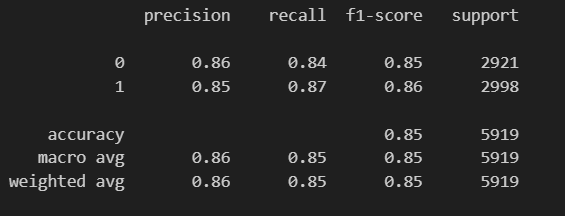 precision recall f1-score support
0 0.86 0.84 0.85 2921
1 0.85 0.87 0.86 2998
accuracy 0.85 5919
macro avg 0.86 0.85 0.85 5919
weighted avg 0.86 0.85 0.85 5919